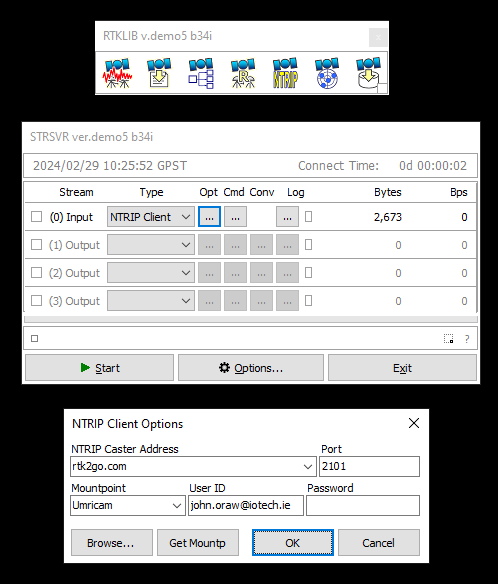 RTKLIB v.demo5 b34i
R NTRIP
STRSVR ver.demo5 b34i
2024/02/29 10:25:52 GPST Connect Time: 0d 00:00:02
Stream Type Opt Cmd Conv Log Bytes Bps
(0) Input NTRIP Client ... ... ... 2,673 0
(1) Output ... ... ... ... 0 0
(2) Output ... ... ... ... 0 0
(3) Output ... ... ... ... 0 0
?
Start Options... Exit
NTRIP Client Options
NTRIP Caster Address Port
rtk2go.com 2101
Mountpoint User ID Password
Umricam john.oraw@iotech.ie
Browse... Get Mountp OK Cancel